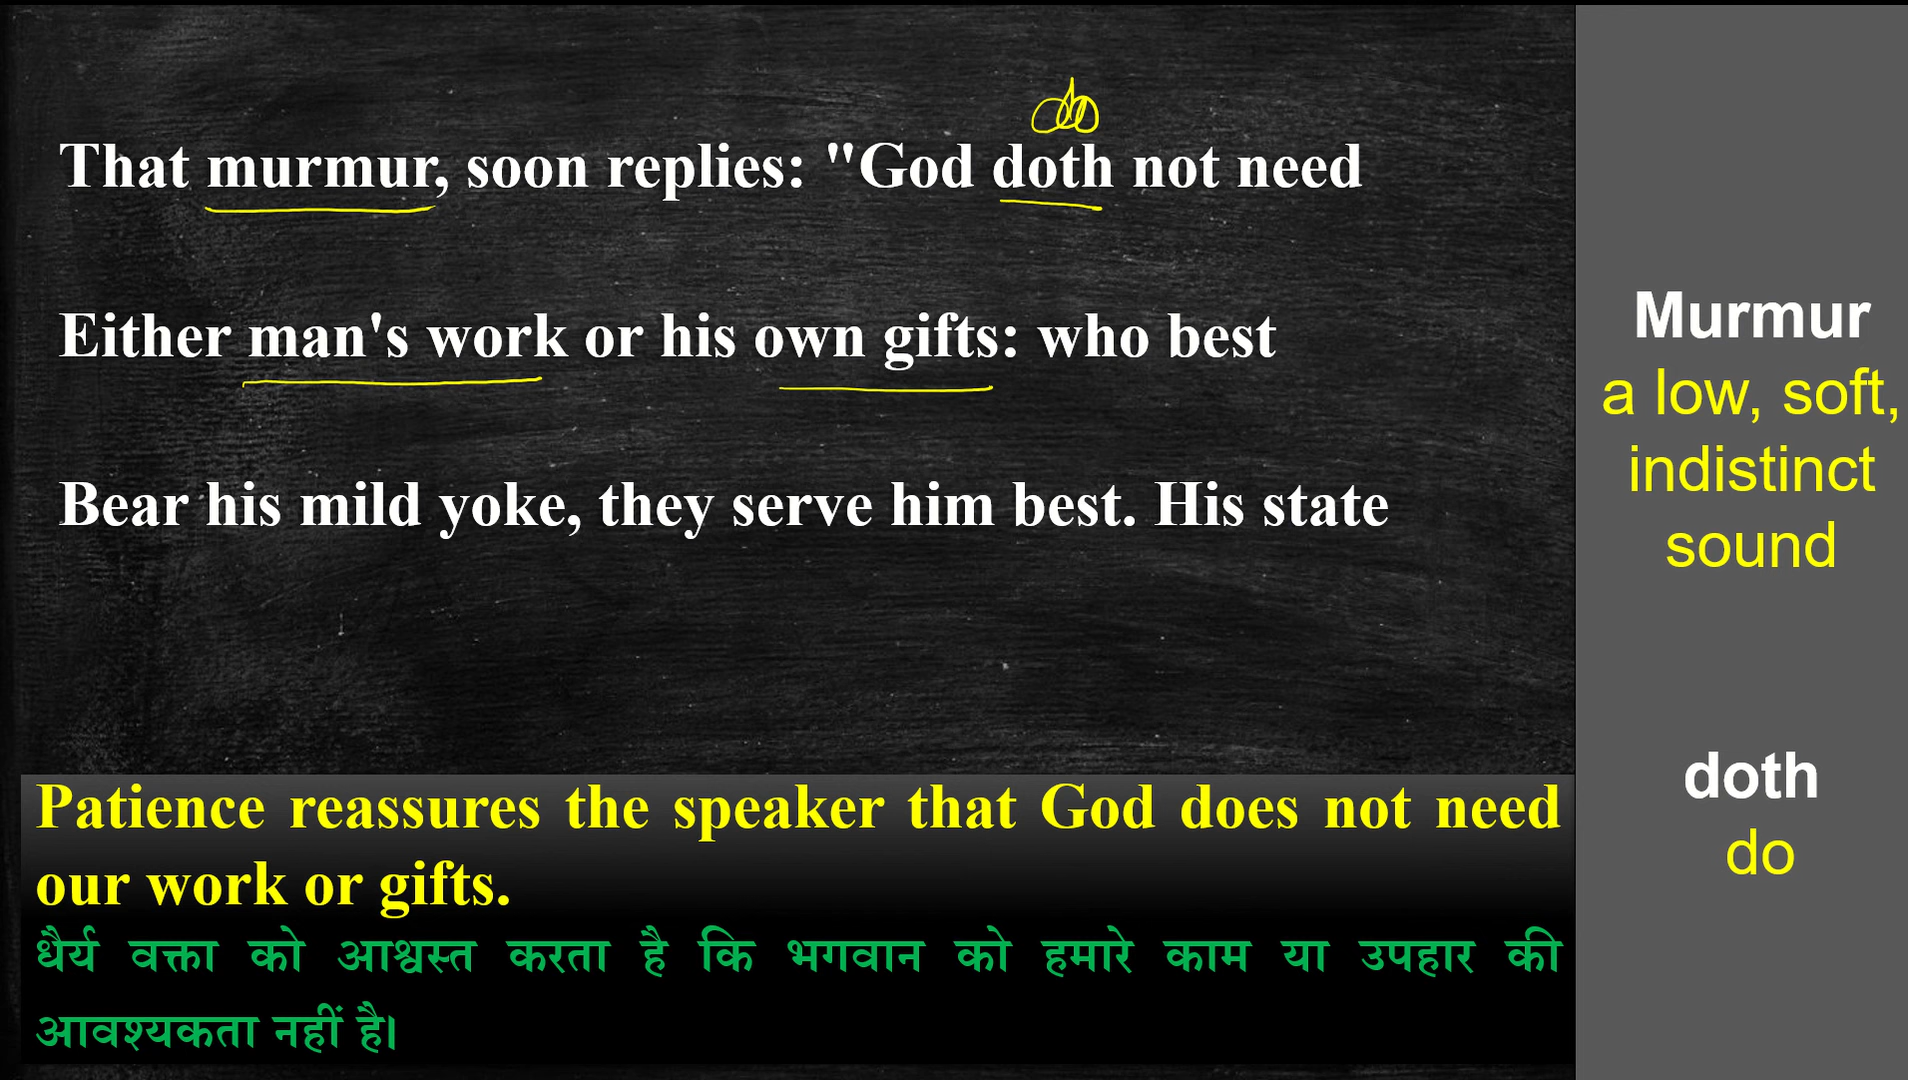 do
That murmur, soon replies: "God doth not need
Either man's work or his own gifts: who best
Bear his mild yoke, they serve him best. His state
Patience reassures the speaker that God does not need
our work or gifts.
धैर्य वक्ता को आश्वस्त करता है कि भगवान को हमारे काम या उपहार की
आवश्यकता नहीं है।
Murmur
a low, soft,
indistinct
sound
doth
do